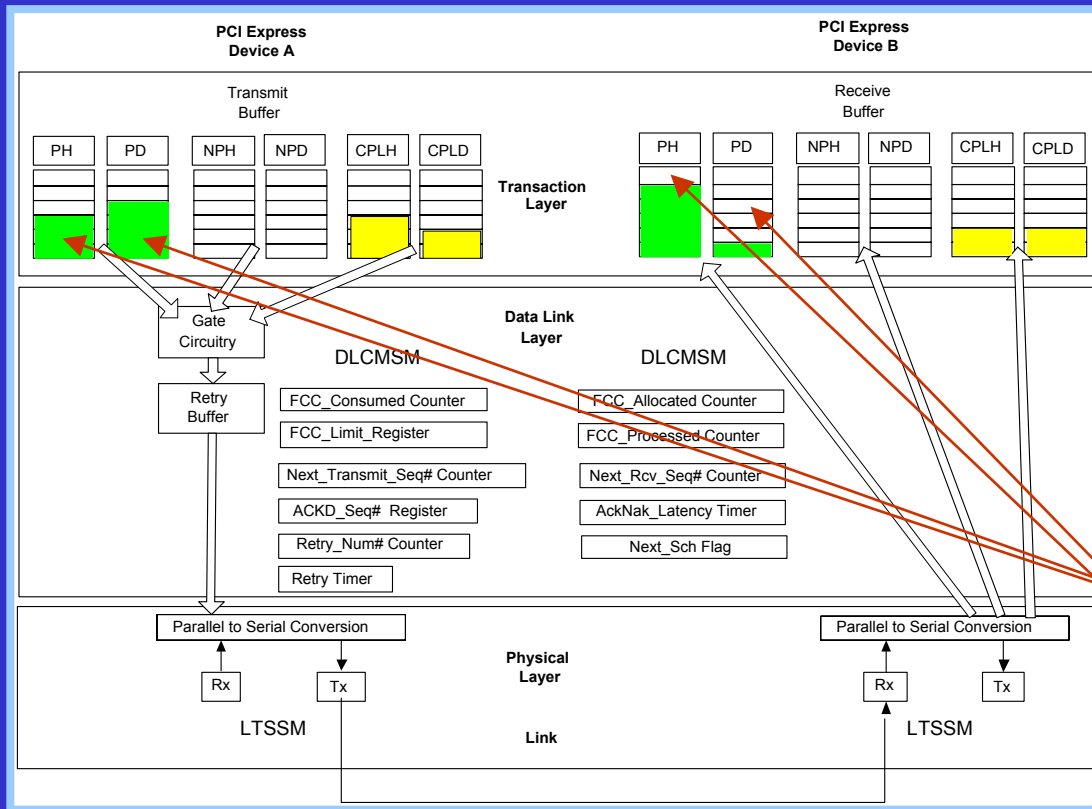 PCI Express
Device A
PCI Express
Device B
Transmit
Buffer
Receive
Buffer
PH PD NPH NPD CPLH CPLD
PH PD NPH NPD CPLH CPLD
Transaction
Layer
Gate
Circuitry
Data Link
Layer
DLCMSM
DLCMSM
Retry
Buffer
FCC_Consumed Counter
FCC_Limit_Register
Next_Transmit_Seq# Counter
ACKD_Seq# Register
Retry_Num# Counter
Retry Timer
FCC_Allocated Counter
FCC_Processed Counter
Next_Rcv_Seq# Counter
AckNak_Latency Timer
Next_Sch Flag
Parallel to Serial Conversion
Parallel to Serial Conversion
Physical
Layer
Rx
Tx
Rx
Tx
LTSSM
LTSSM
Link